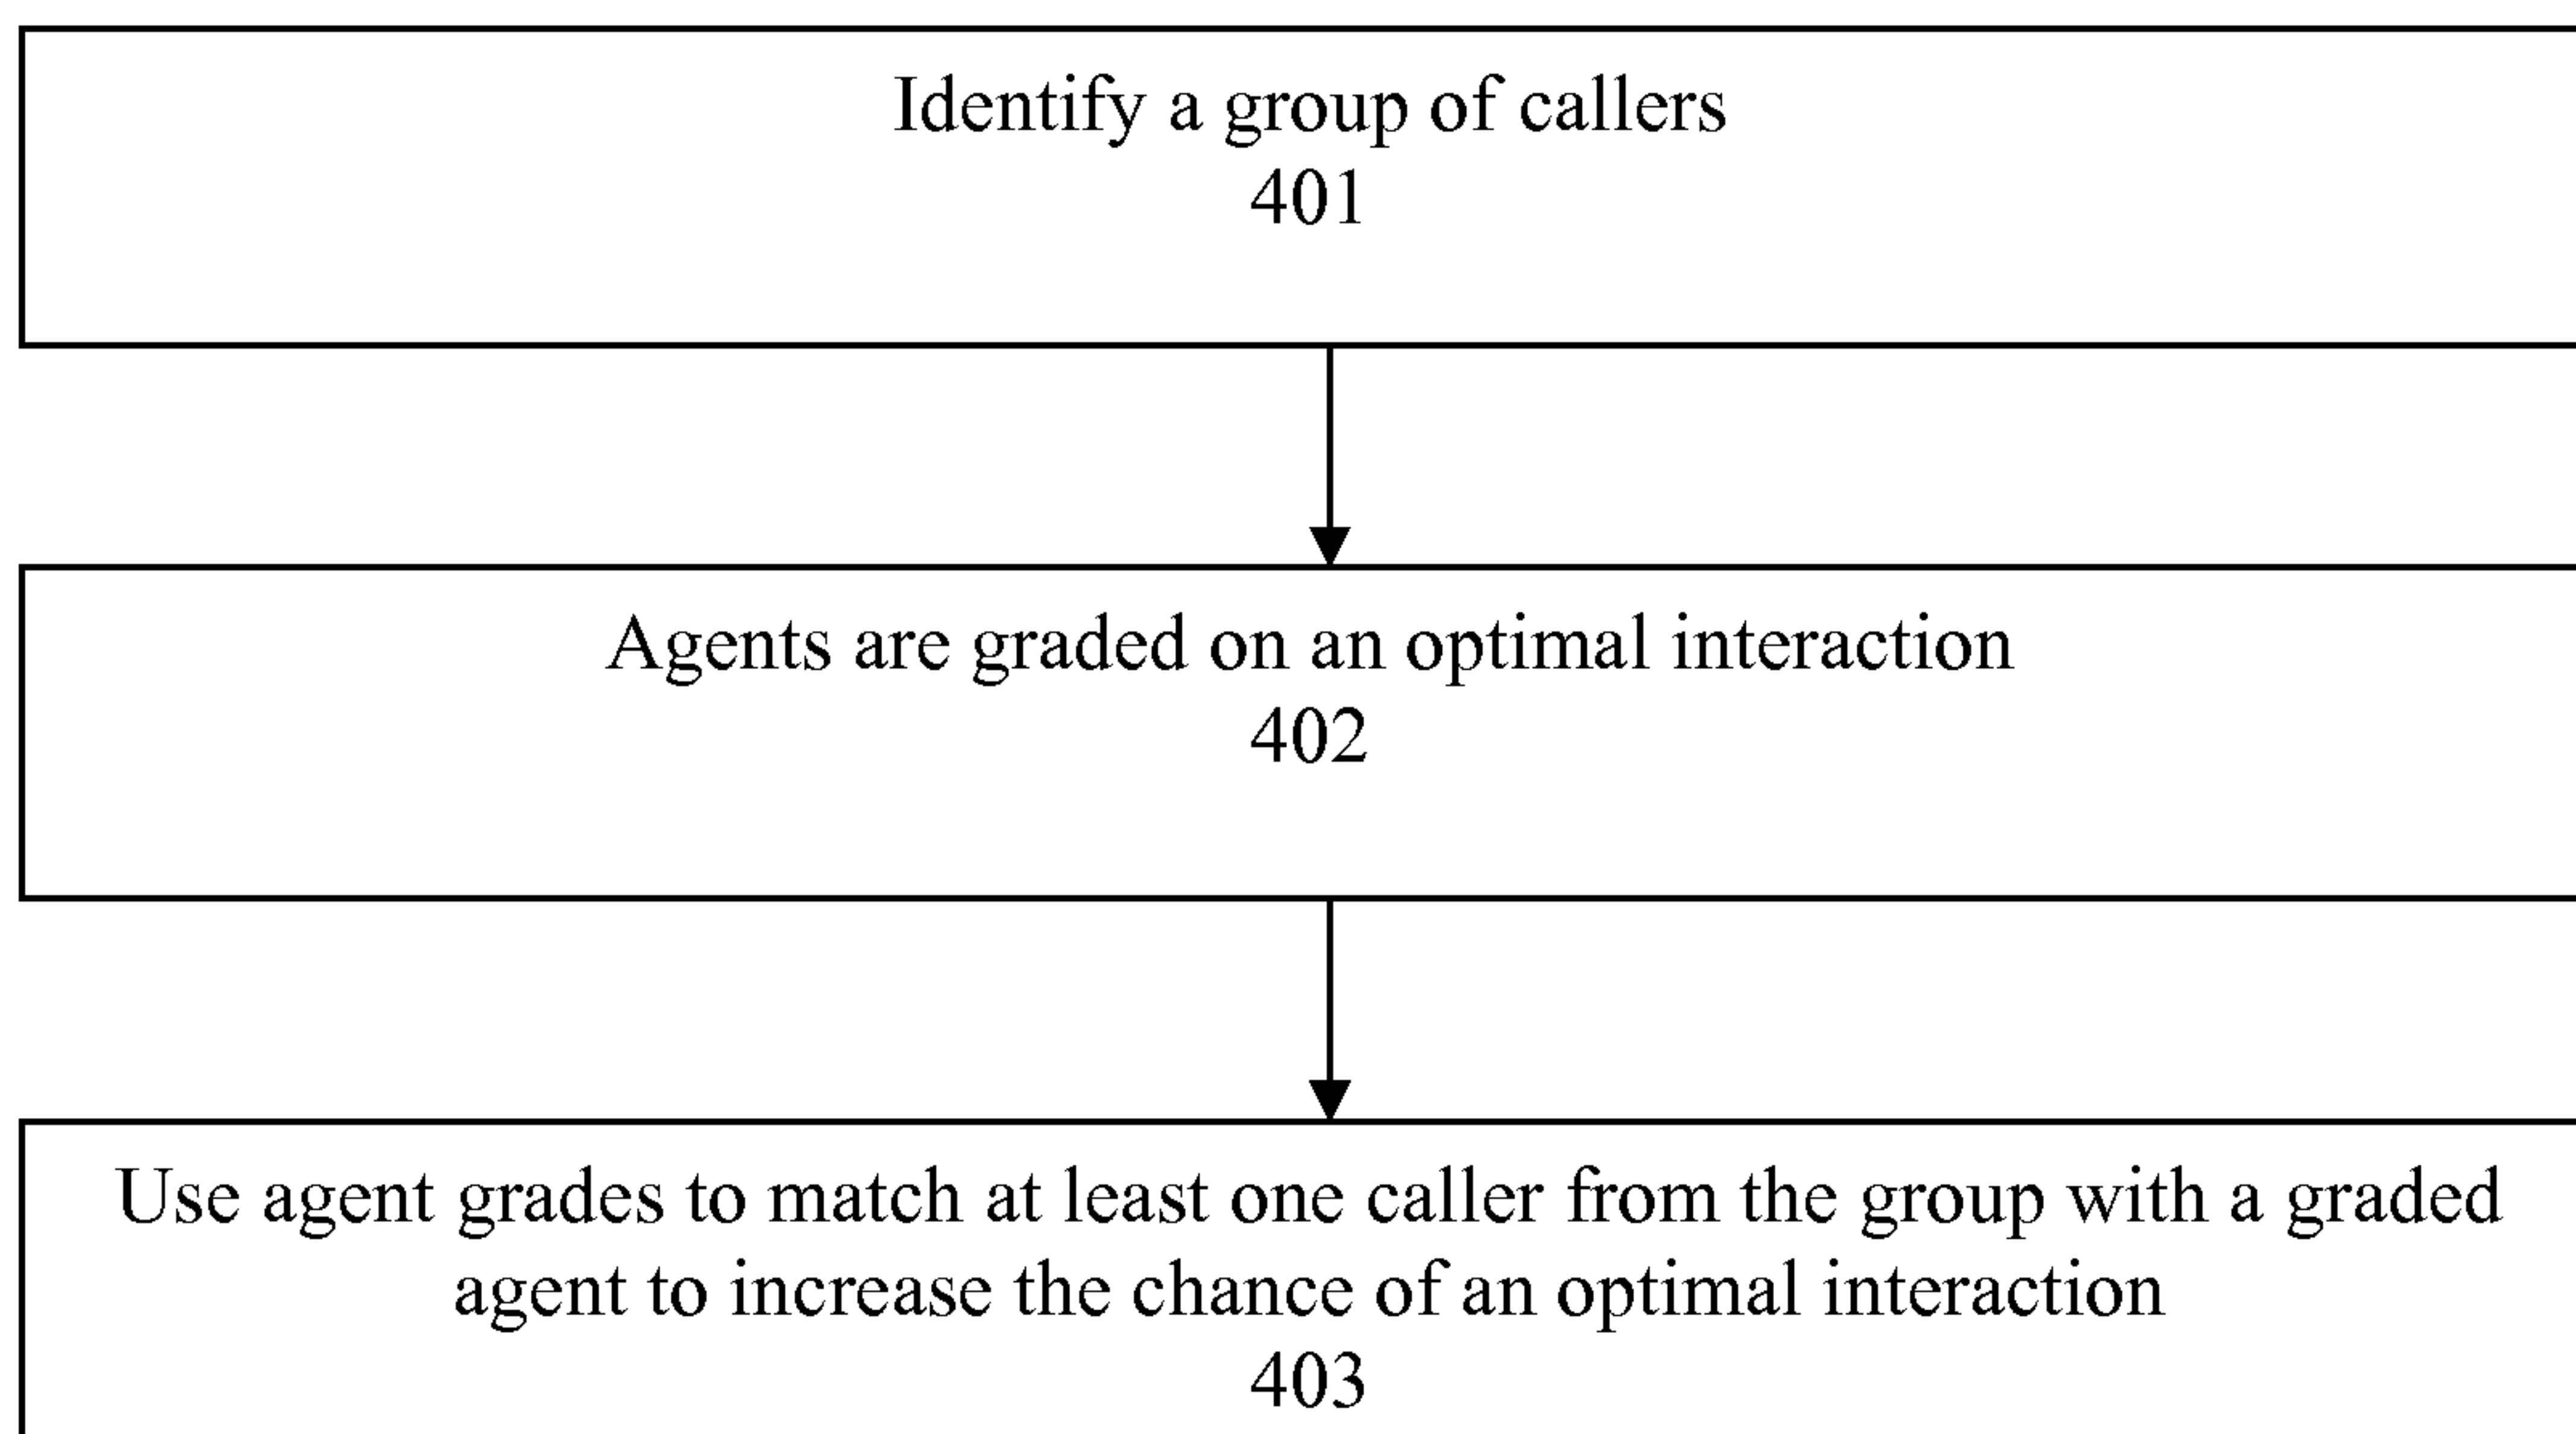 Identify a group of callers
401
Agents are graded on an optimal interaction
402
Use agent grades to match at least one caller from the group with a graded
agent to increase the chance of an optimal interaction
403